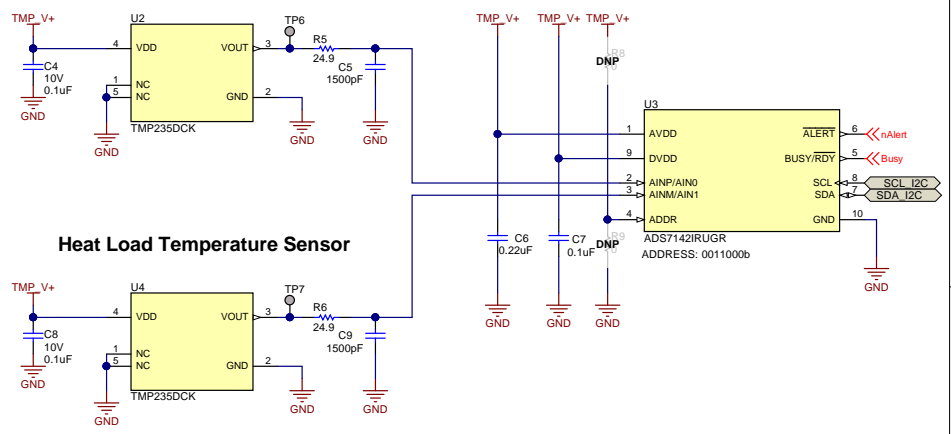 TMP_V+
U2
C4
10V
0.1uF
GND
4
VDD
1
NC
5
NC
VOUT
3
GND
2
TMP235DCK
GND
TP6
R5
24.9
C5
1500pF
GND
GND
TMP_V+
TMP_V+
TMP_V+
R8
DNP
U3
1
AVDD
9
DVDD
2
AINP/AIN0
3
AINM/AIN1
4
ADDR
ALERT
6
nAlert
BUSY/RDY
5
Busy
SCL
8
SCL_I2C
SDA
7
SDA_I2C
GND
10
ADS7142IRUGR
ADDRESS: 0011000b
GND
C6
0.22uF
C7
0.1uF
R9
DNP
GND
GND
GND
Heat Load Temperature Sensor
TMP_V+
U4
C8
10V
0.1uF
GND
4
VDD
1
NC
5
NC
VOUT
3
GND
2
TMP235DCK
GND
TP7
R6
24.9
C9
1500pF
GND
GND